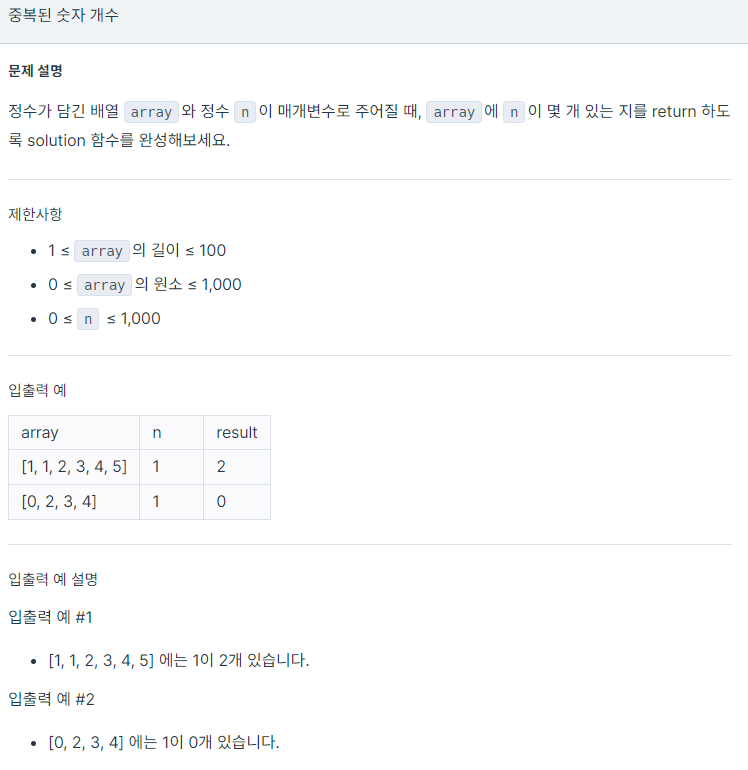 중복된 숫자 개수
문제 설명
정수가 담긴 배열 array 와 정수 n 이 매개변수로 주어질 때, array 에 n 이 몇 개 있는 지를 return 하도
록 solution 함수를 완성해보세요.
제한사항
• 1 ≤ array 의 길이 ≤ 100
• 0 ≤ array 의 원소 ≤ 1,000
• 0 ≤ n ≤ 1,000
입출력 예
array n result
[1, 1, 2, 3, 4, 5] 1 2
[0, 2, 3, 4] 1 0
입출력 예 설명
입출력 예 #1
• [1, 1, 2, 3, 4, 5] 에는 1이 2개 있습니다.
입출력 예 #2
• [0, 2, 3, 4] 에는 1이 0개 있습니다.